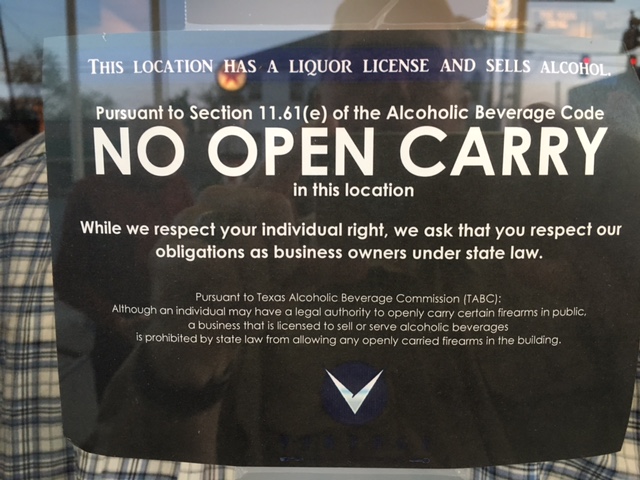 THIS LOCATION HAS A LIQUOR LICENSE AND SELLS ALCOHOL.
Pursuant to Section 11.61(e) of the Alcoholic Beverage Code
NO OPEN CARRY
in this location
While we respect your individual right, we ask that you respect our
obligations as business owners under state law.
Pursuant to Texas Alcoholic Beverage Commission (TABC):
Although an individual may have a legal authority to openly carry certain firearms in public,
a business that is licensed to sell or serve alcoholic beverages
is prohibited by state law from allowing any openly carried firearms in the building.